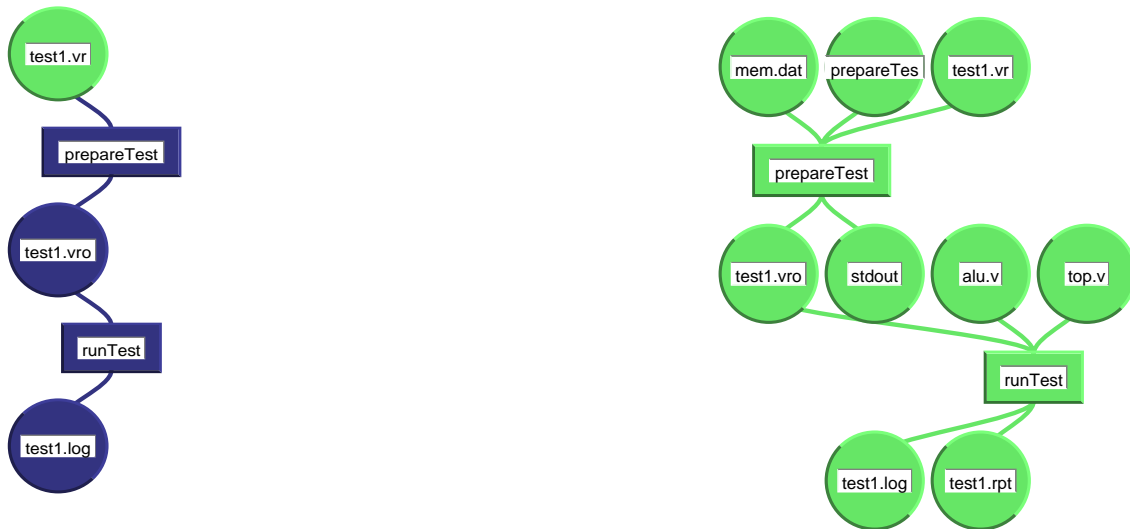 test1.vr
prepareTest
test1.vro
runTest
test1.log
mem.dat
prepareTes
test1.vr
prepareTest
test1.vro
stdout
alu.v
top.v
runTest
test1.log
test1.rpt